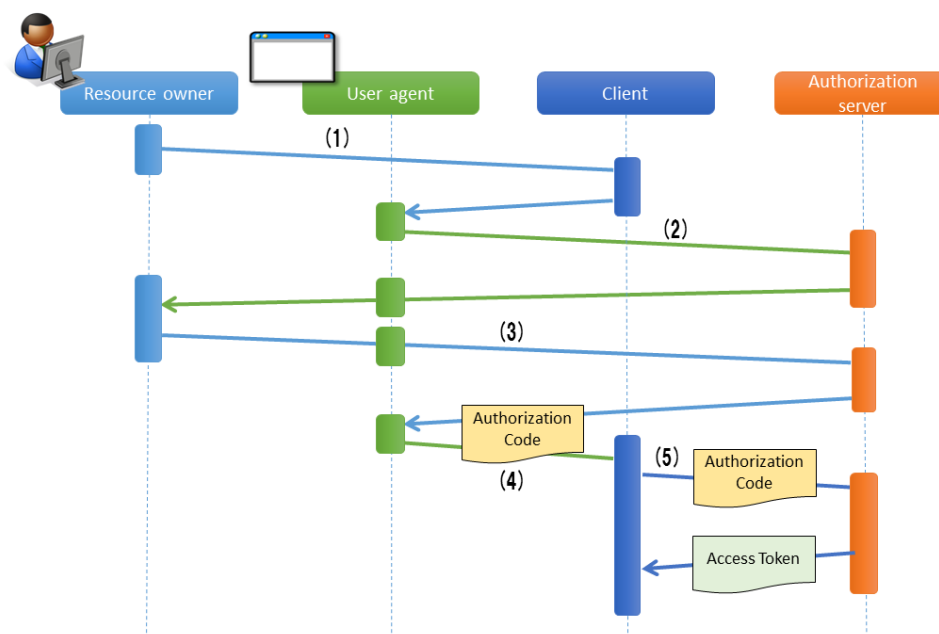 Resource owner
User agent
Client
Authorization
server
(1)
(2)
(3)
Authorization
Code
(4)
(5)
Authorization
Code
Access Token